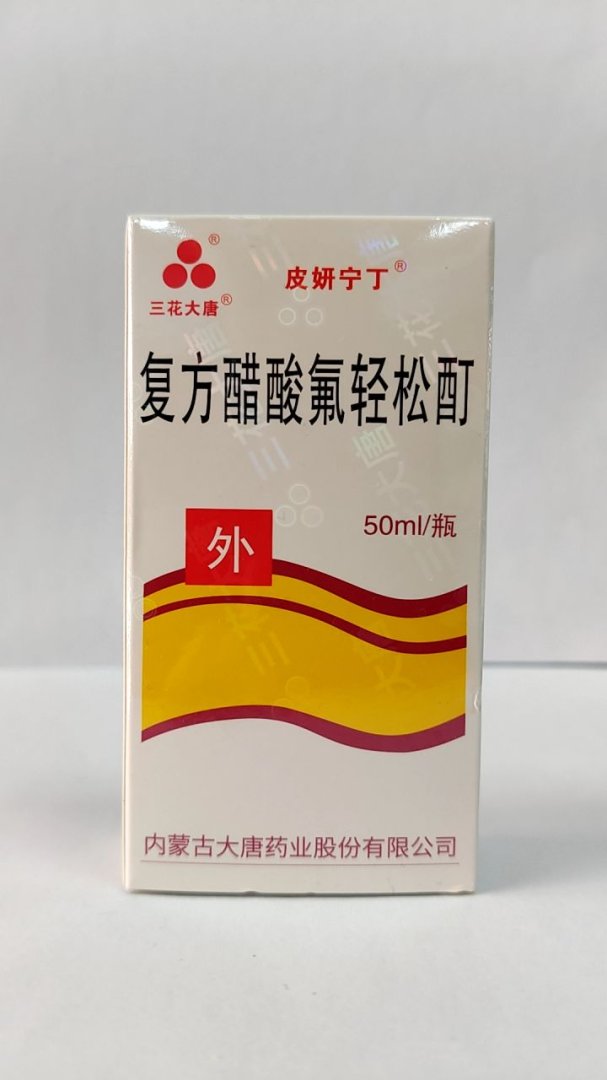 皮妍宁丁®
三花大唐®
复方醋酸氟轻松酊
50ml/瓶
外
内蒙古大唐药业股份有限公司